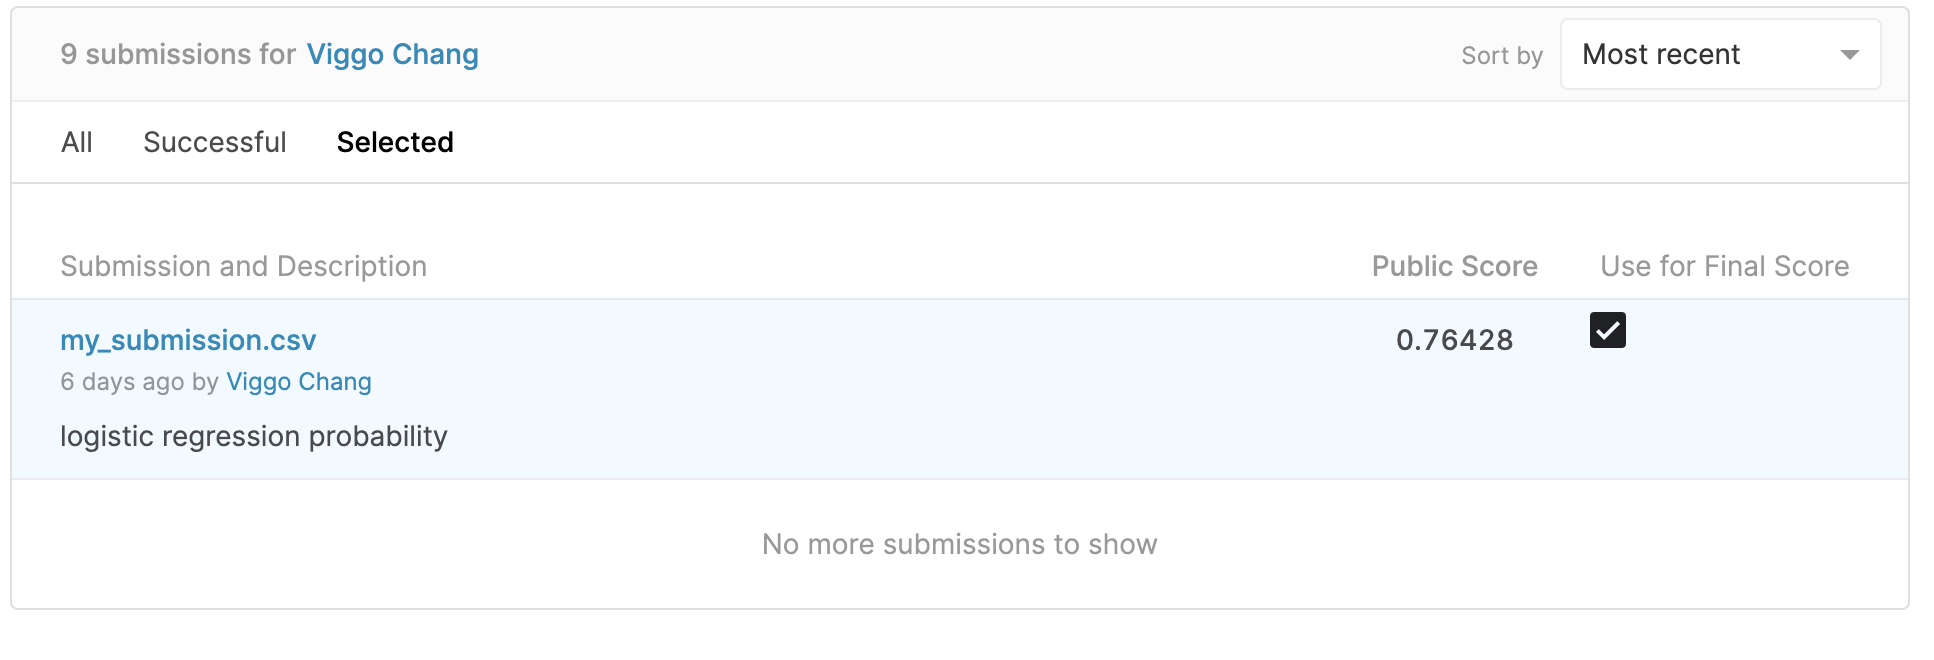 9 submissions for Viggo Chang
Sort by Most recent
All Successful Selected
Submission and Description Public Score Use for Final Score
my_submission.csv 0.76428
6 days ago by Viggo Chang
logistic regression probability
No more submissions to show